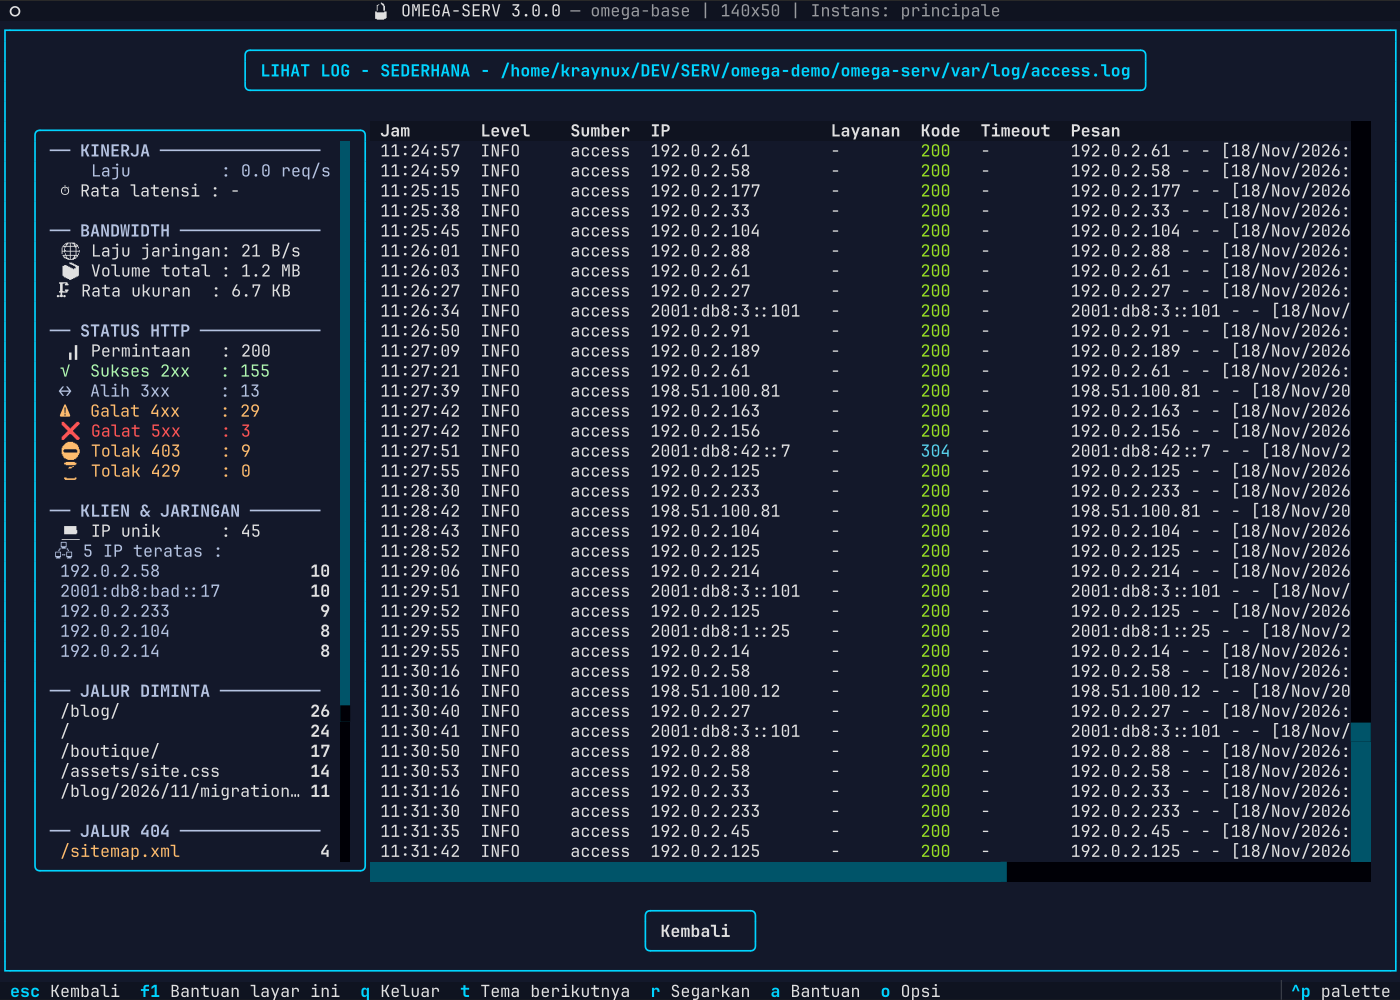 OMEGA-SERV 3.0.0 — omega-base | 140x50 | Instans: principale
LIHAT LOG - SEDERHANA - /home/kraynux/DEV/SERV/omega-demo/omega-serv/var/log/access.log
KINERJA
Laju : 0.0 req/s
Rata latensi : -
BANDWIDTH
Laju jaringan: 21 B/s
Volume total : 1.2 MB
Rata ukuran : 6.7 KB
STATUS HTTP
Permintaan : 200
√ Sukses 2xx : 155
↔ Alih 3xx : 13
⚠ Galat 4xx : 29
❌ Galat 5xx : 3
⛔ Tolak 403 : 9
Tolak 429 : 0
KLIEN & JARINGAN
IP unik : 45
5 IP teratas :
192.0.2.58 10
2001:db8:bad::17 10
192.0.2.233 9
192.0.2.104 8
192.0.2.14 8
JALUR DIMINTA
/blog/ 26
/ 24
/boutique/ 17
/assets/site.css 14
/blog/2026/11/migration… 11
JALUR 404
/sitemap.xml 4
Jam Level Sumber IP Layanan Kode Timeout Pesan
11:24:57 INFO access 192.0.2.61 - 200 - 192.0.2.61 - - [18/Nov/2026:
11:24:59 INFO access 192.0.2.58 - 200 - 192.0.2.58 - - [18/Nov/2026:
11:25:15 INFO access 192.0.2.177 - 200 - 192.0.2.177 - - [18/Nov/2026
11:25:38 INFO access 192.0.2.33 - 200 - 192.0.2.33 - - [18/Nov/2026:
11:25:45 INFO access 192.0.2.104 - 200 - 192.0.2.104 - - [18/Nov/2026
11:26:01 INFO access 192.0.2.88 - 200 - 192.0.2.88 - - [18/Nov/2026:
11:26:03 INFO access 192.0.2.61 - 200 - 192.0.2.61 - - [18/Nov/2026:
11:26:27 INFO access 192.0.2.27 - 200 - 192.0.2.27 - - [18/Nov/2026:
11:26:34 INFO access 2001:db8:3::101 - 200 - 2001:db8:3::101 - - [18/Nov/
11:26:50 INFO access 192.0.2.91 - 200 - 192.0.2.91 - - [18/Nov/2026:
11:27:09 INFO access 192.0.2.189 - 200 - 192.0.2.189 - - [18/Nov/2026
11:27:21 INFO access 192.0.2.61 - 200 - 192.0.2.61 - - [18/Nov/2026:
11:27:39 INFO access 198.51.100.81 - 200 - 198.51.100.81 - - [18/Nov/20
11:27:42 INFO access 192.0.2.163 - 200 - 192.0.2.163 - - [18/Nov/2026
11:27:42 INFO access 192.0.2.156 - 200 - 192.0.2.156 - - [18/Nov/2026
11:27:51 INFO access 2001:db8:42::7 - 304 - 2001:db8:42::7 - - [18/Nov/2
11:27:55 INFO access 192.0.2.125 - 200 - 192.0.2.125 - - [18/Nov/2026
11:28:30 INFO access 192.0.2.233 - 200 - 192.0.2.233 - - [18/Nov/2026
11:28:42 INFO access 198.51.100.81 - 200 - 198.51.100.81 - - [18/Nov/20
11:28:43 INFO access 192.0.2.104 - 200 - 192.0.2.104 - - [18/Nov/2026
11:28:52 INFO access 192.0.2.125 - 200 - 192.0.2.125 - - [18/Nov/2026
11:29:06 INFO access 192.0.2.214 - 200 - 192.0.2.214 - - [18/Nov/2026
11:29:51 INFO access 2001:db8:3::101 - 200 - 2001:db8:3::101 - - [18/Nov/
11:29:52 INFO access 192.0.2.125 - 200 - 192.0.2.125 - - [18/Nov/2026
11:29:55 INFO access 2001:db8:1::25 - 200 - 2001:db8:1::25 - - [18/Nov/2
11:29:55 INFO access 192.0.2.14 - 200 - 192.0.2.14 - - [18/Nov/2026:
11:30:16 INFO access 192.0.2.58 - 200 - 192.0.2.58 - - [18/Nov/2026:
11:30:16 INFO access 198.51.100.12 - 200 - 198.51.100.12 - - [18/Nov/20
11:30:40 INFO access 192.0.2.27 - 200 - 192.0.2.27 - - [18/Nov/2026:
11:30:41 INFO access 2001:db8:3::101 - 200 - 2001:db8:3::101 - - [18/Nov/
11:30:50 INFO access 192.0.2.88 - 200 - 192.0.2.88 - - [18/Nov/2026:
11:30:53 INFO access 192.0.2.58 - 200 - 192.0.2.58 - - [18/Nov/2026:
11:31:16 INFO access 192.0.2.33 - 200 - 192.0.2.33 - - [18/Nov/2026:
11:31:30 INFO access 192.0.2.233 - 200 - 192.0.2.233 - - [18/Nov/2026
11:31:35 INFO access 192.0.2.45 - 200 - 192.0.2.45 - - [18/Nov/2026:
11:31:42 INFO access 192.0.2.125 - 200 - 192.0.2.125 - - [18/Nov/2026
Kembali
esc Kembali f1 Bantuan layar ini q Keluar t Tema berikutnya r Segarkan a Bantuan o Opsi ^p palette